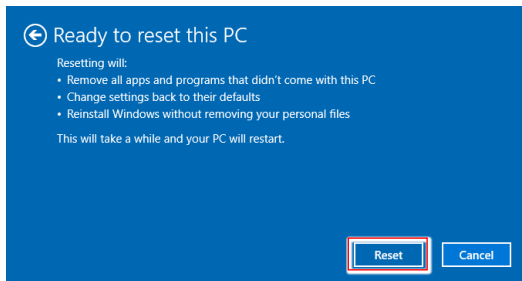 Ready to reset this PC
Resetting will:
• Remove all apps and programs that didn't come with this PC
• Change settings back to their defaults
• Reinstall Windows without removing your personal files
This will take a while and your PC will restart.
Reset
Cancel